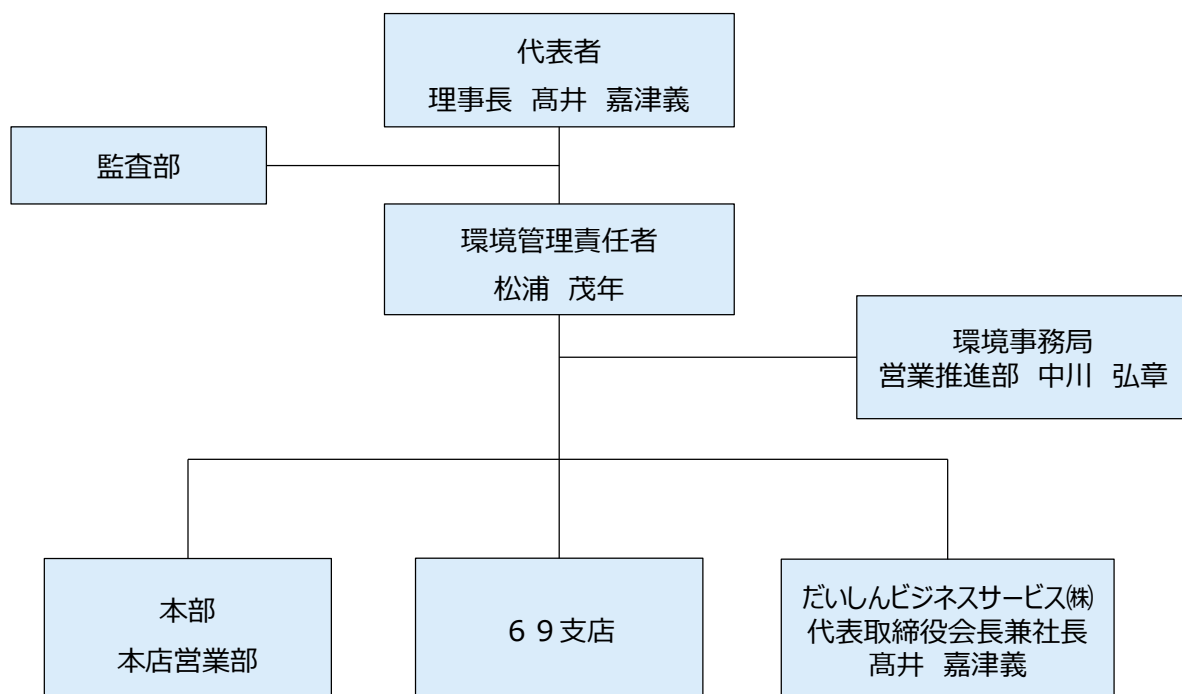 代表者
理事長 髙井 嘉津義
監査部
環境管理責任者
松浦 茂年
環境事務局
営業推進部 中川 弘章
本部
本店営業部
６９支店
だいしんビジネスサービス㈱
代表取締役会長兼社長
髙井 嘉津義